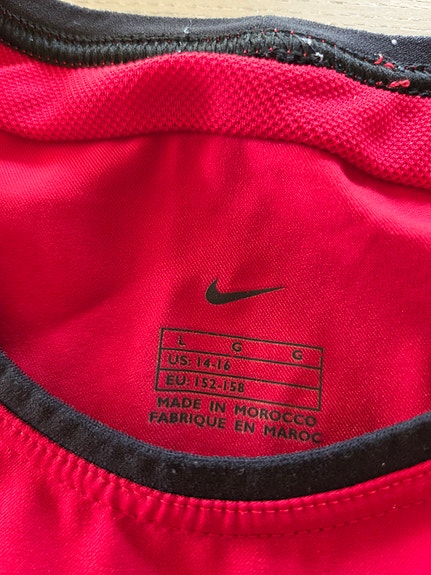 L G G
US: 14-16
EU: 152-158
MADE IN MOROCCO
FABRIQUE EN MAROC